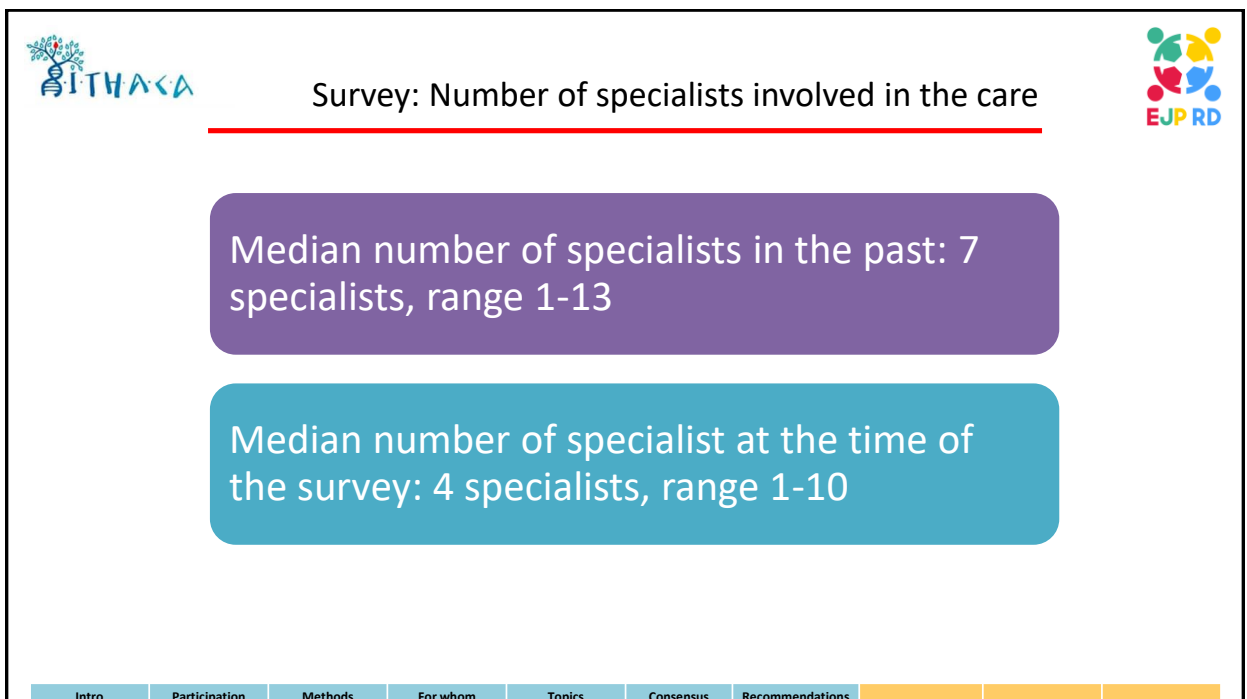 ITHACA
Survey: Number of specialists involved in the care
EJP RD
Median number of specialists in the past: 7
specialists, range 1-13
Median number of specialist at the time of
the survey: 4 specialists, range 1-10
Intro Participation Methods For whom Topics Consensus Recommendations